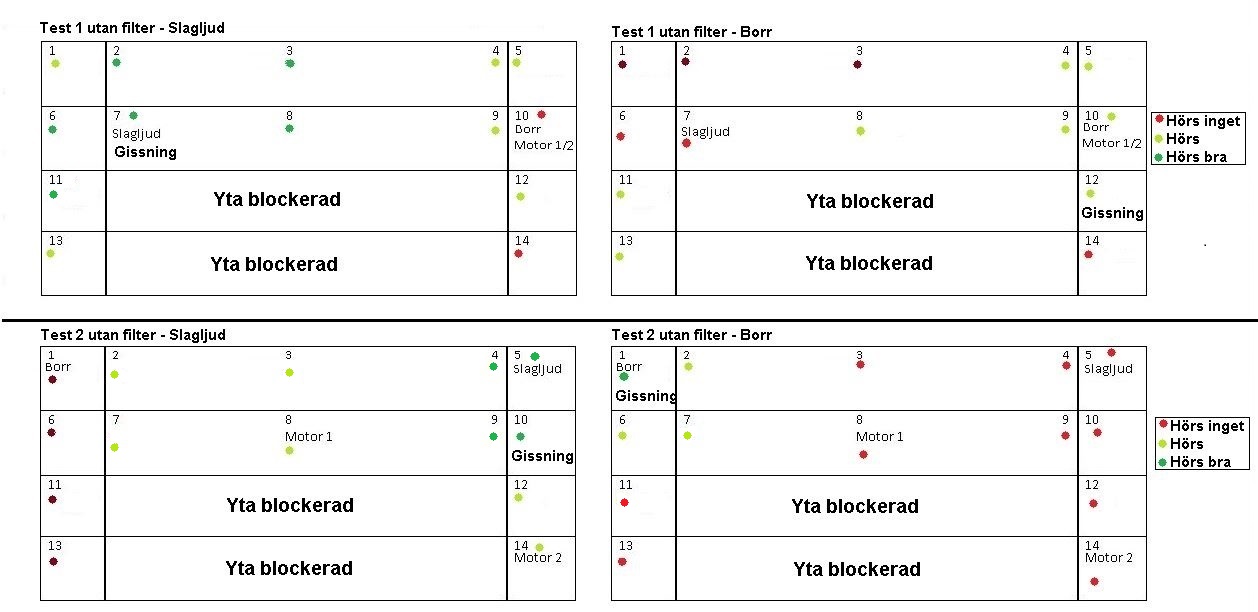 Test 1 utan filter - Slagljud
1
2
3
4
5
6
7
8
9
10
Slagljud
Borr
Gissning
Motor 1/2
11
Yta blockerad
12
13
Yta blockerad
14
Test 1 utan filter - Borr
1
2
3
4
5
6
7
8
9
10
Slagljud
Borr
Motor 1/2
11
Yta blockerad
12
Gissning
13
Yta blockerad
14
Hörs inget
Hörs
Hörs bra
Test 2 utan filter - Slagljud
1
2
3
4
5
Borr
Slagljud
6
7
8
9
10
Motor 1
Gissning
11
Yta blockerad
12
13
Yta blockerad
14
Motor 2
Test 2 utan filter - Borr
1
2
3
4
5
Borr
Slagljud
Gissning
6
7
8
9
10
Motor 1
11
Yta blockerad
12
13
Yta blockerad
14
Motor 2
Hörs inget
Hörs
Hörs bra